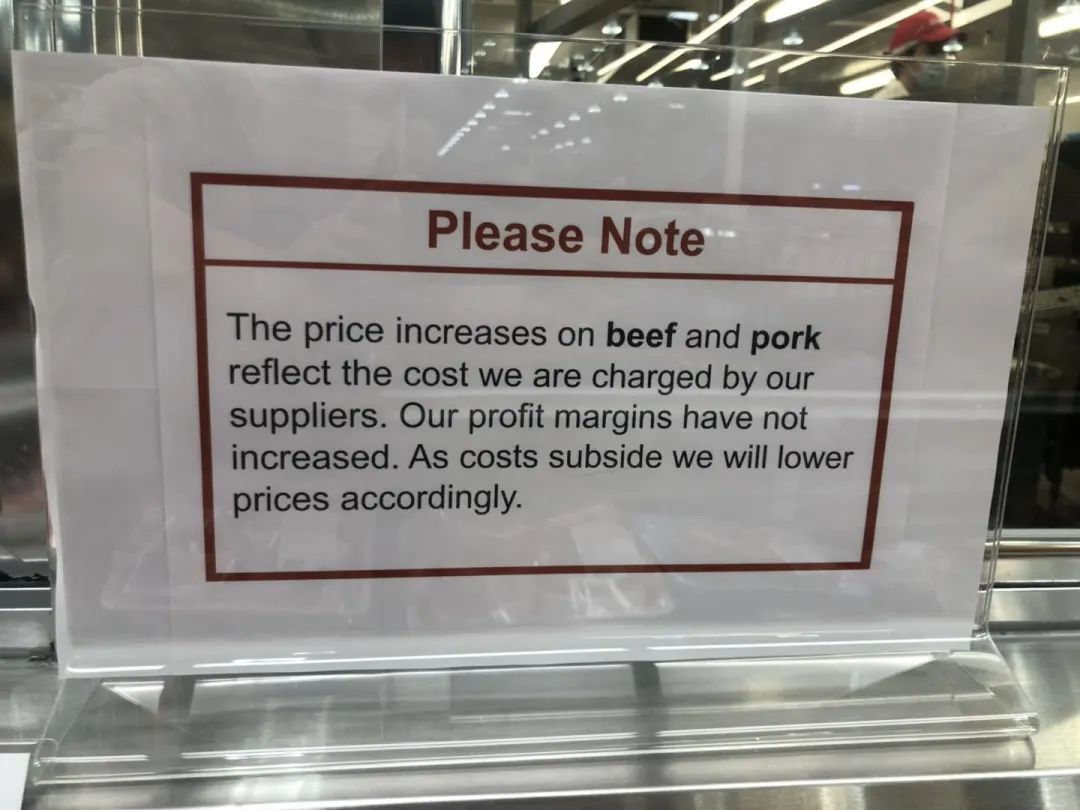 Please Note
The price increases on beef and pork
reflect the cost we are charged by our
suppliers. Our profit margins have not
increased. As costs subside we will lower
prices accordingly.